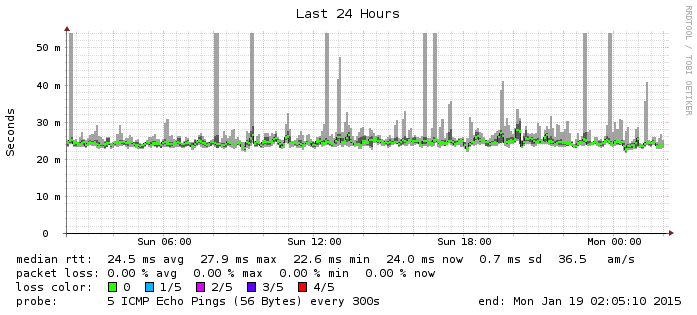 Last 24 Hours
RRDTOOL / TOBI OETIKER
Seconds
50 m
40 m
30 m
20 m
10 m
0
Sun 06:00 Sun 12:00 Sun 18:00 Mon 00:00
median rtt: 24.5 ms avg 27.9 ms max 22.6 ms min 24.0 ms now 0.7 ms sd 36.5 am/s
packet loss: 0.00 % avg 0.00 % max 0.00 % min 0.00 % now
loss color: 0 1/5 2/5 3/5 4/5
probe: 5 ICMP Echo Pings (56 Bytes) every 300s end: Mon Jan 19 02:05:10 2015